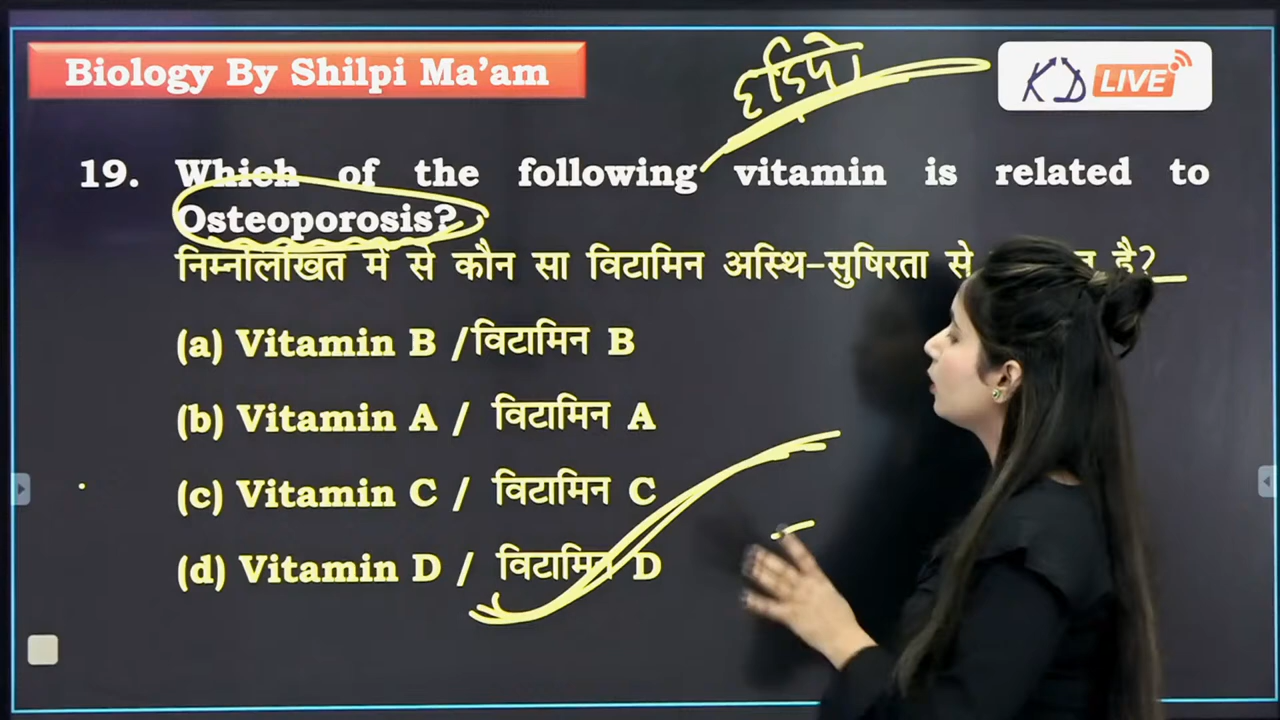 Biology By Shilpi Ma'am
KD LIVE
19. Which of the following vitamin is related to
Osteoporosis?
निम्नलिखित में से कौन सा विटामिन अस्थि-सुषिरता से है?
(a) Vitamin B /विटामिन B
(b) Vitamin A / विटामिन A
(c) Vitamin C / विटामिन C
(d) Vitamin D / विटामिन D